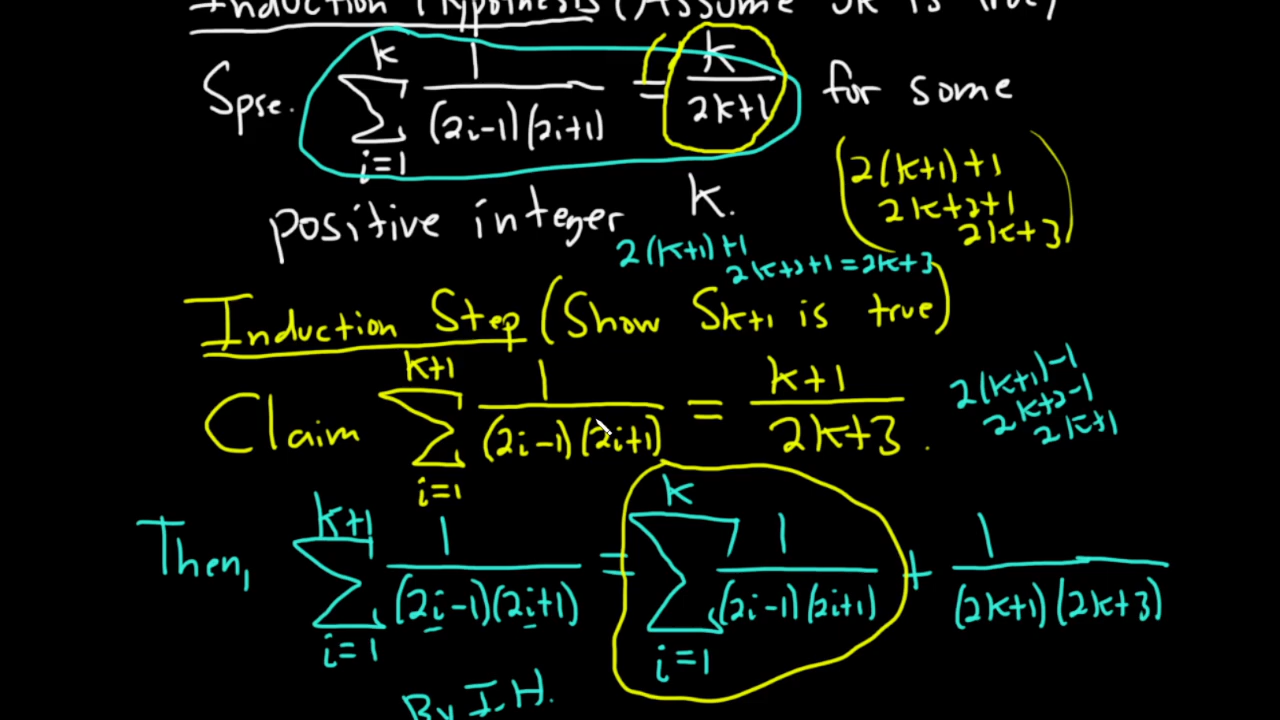 Induction Hypothesis (Assume Sk is true)
Spse. ∑_{i=1}^{k} 1/((2i-1)(2i+1)) = k/(2k+1) for some
positive integer k.
(2(k+1)+1
2k+2+1
2k+3)
2(k+1)+1
2k+2+1=2k+3
Induction Step (Show Sk+1 is true)
Claim ∑_{i=1}^{k+1} 1/((2i-1)(2i+1)) = (k+1)/(2k+3).
2(k+1)-1
2k+2-1
2k+1
Then, ∑_{i=1}^{k+1} 1/((2i-1)(2i+1)) = ∑_{i=1}^{k} 1/((2i-1)(2i+1)) + 1/((2k+1)(2k+3))
By I.H.